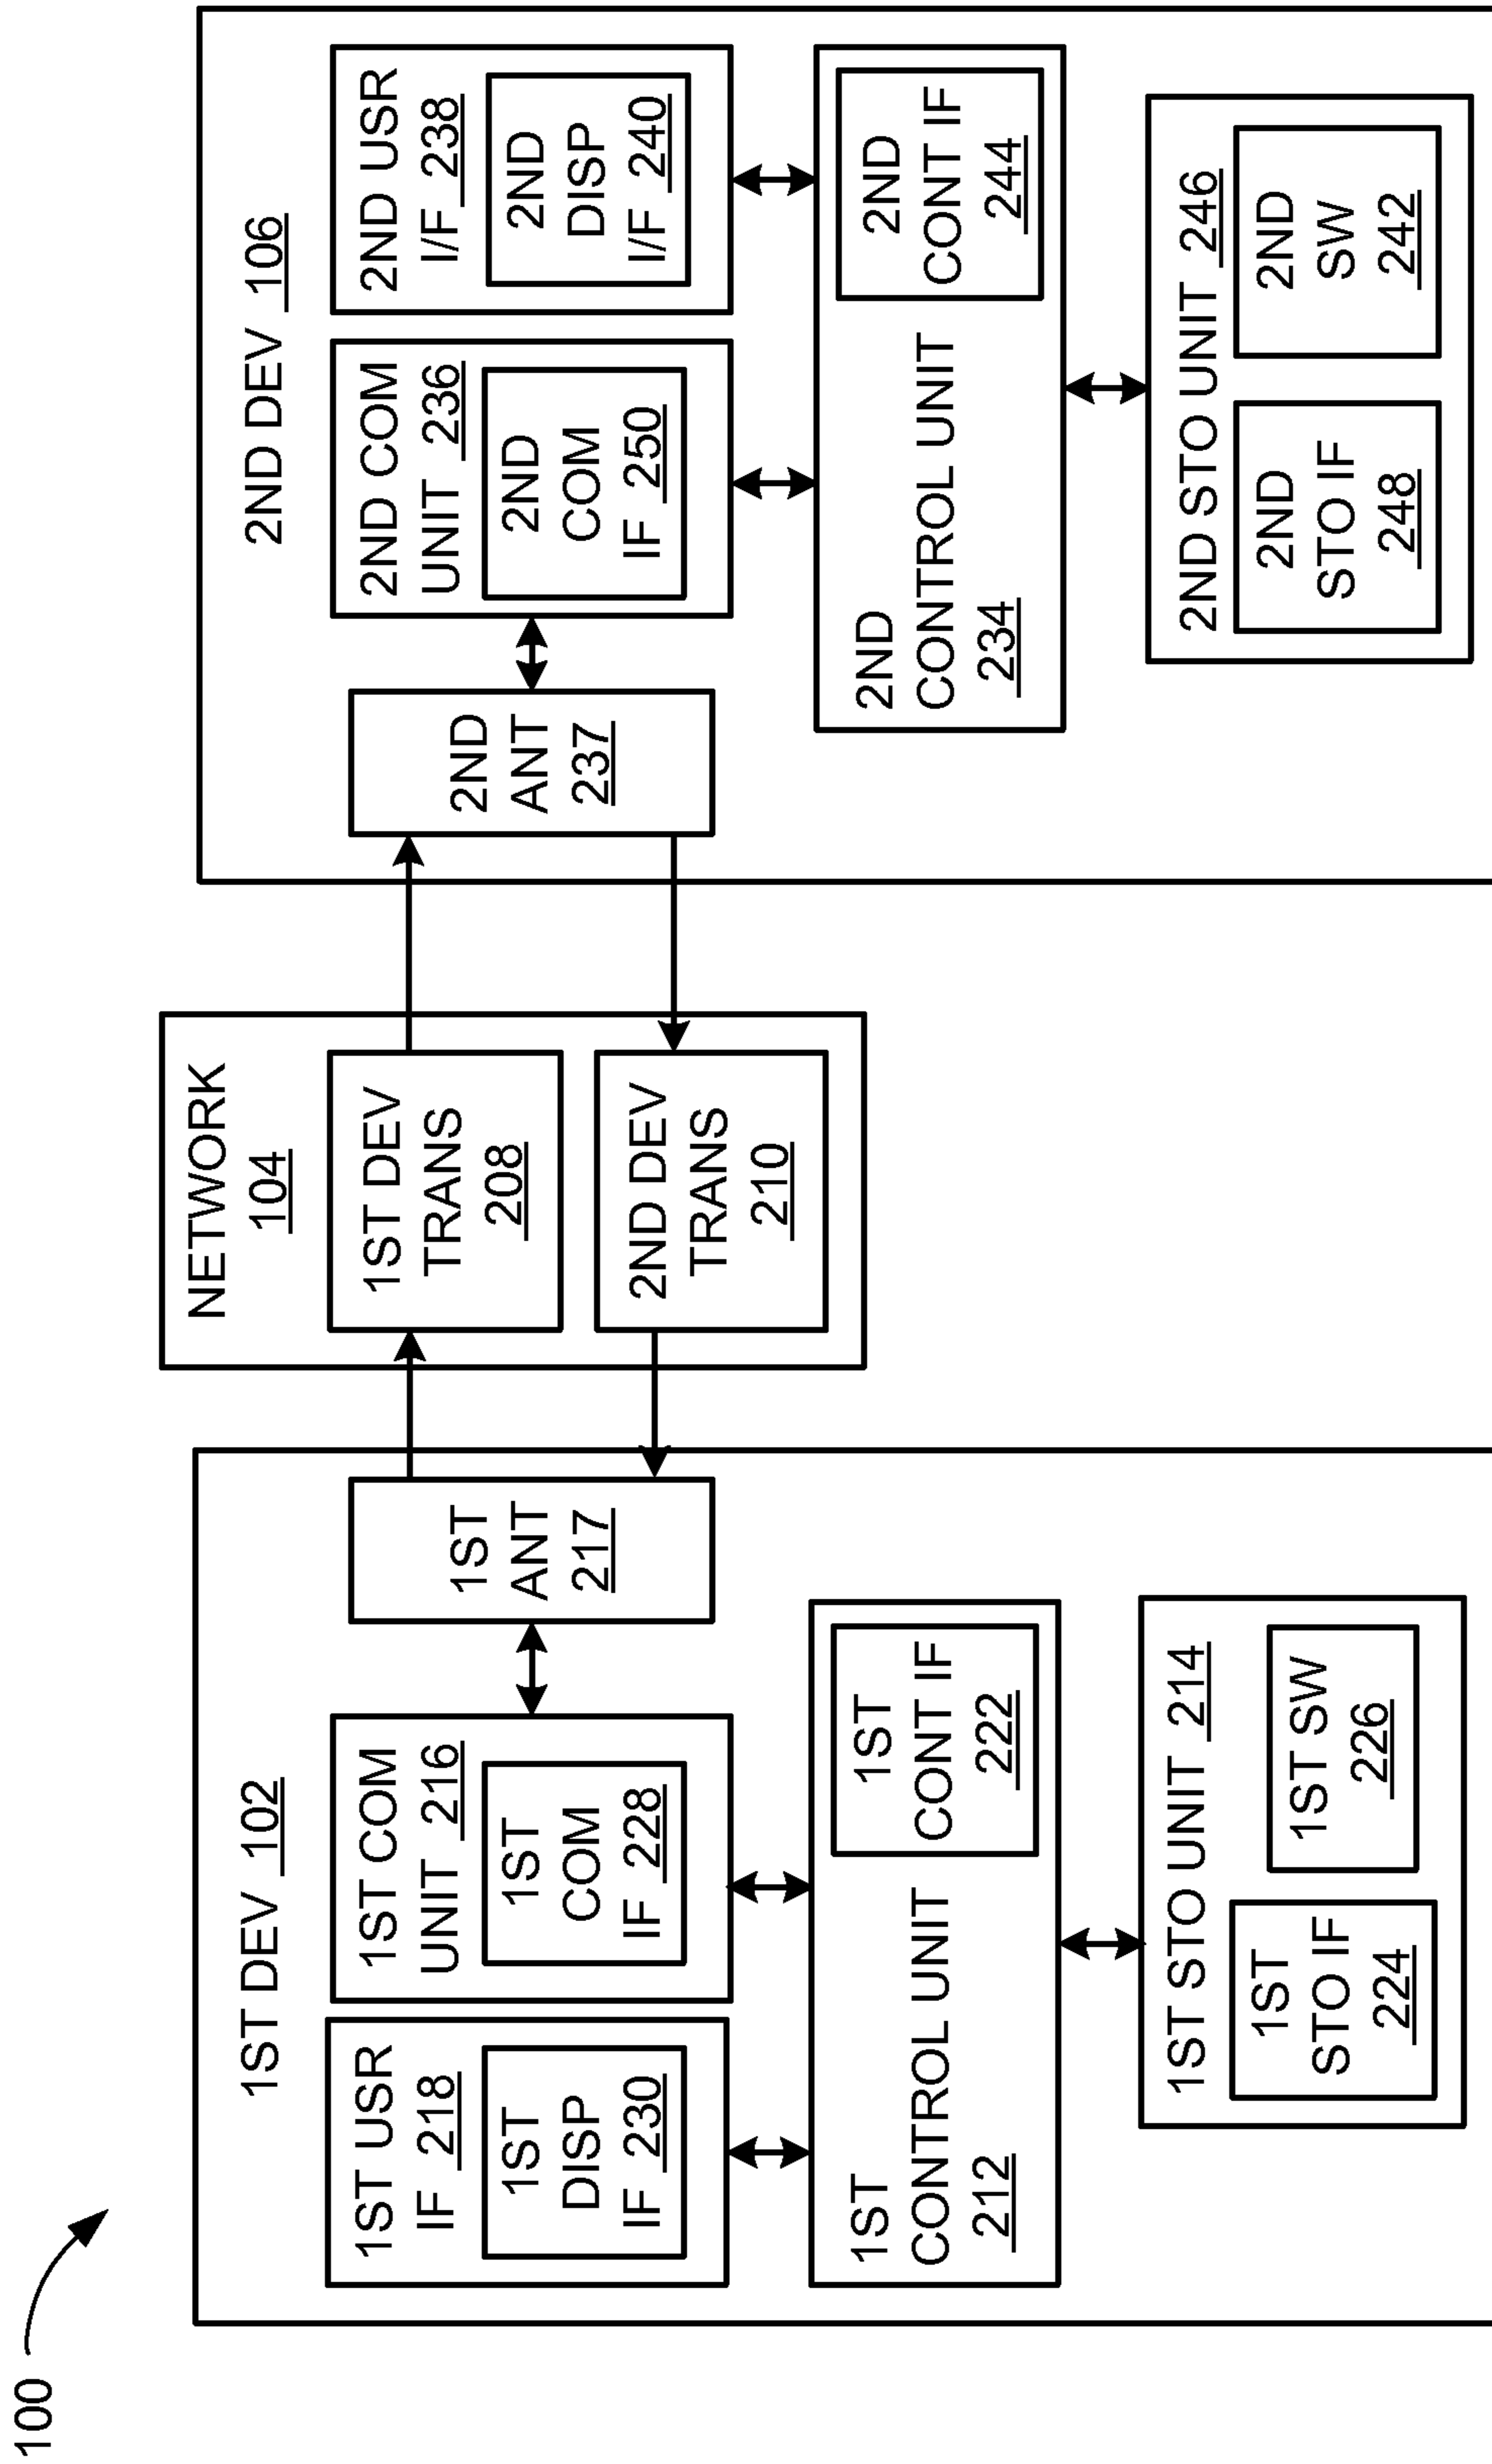 100
1ST DEV 102
1ST USR
IF 218
1ST
DISP
IF 230
1ST COM
UNIT 216
1ST
COM
IF 228
1ST
ANT
217
1ST
CONTROL UNIT
212
1ST
CONT IF
222
1ST STO UNIT 214
1ST
STO IF
224
1ST SW
226
NETWORK
104
1ST DEV
TRANS
208
2ND DEV
TRANS
210
2ND DEV 106
2ND
ANT
237
2ND COM
UNIT 236
2ND
COM
IF 250
2ND USR
I/F 238
2ND
DISP
I/F 240
2ND
CONTROL UNIT
234
2ND
CONT IF
244
2ND STO UNIT 246
2ND
STO IF
248
2ND
SW
242